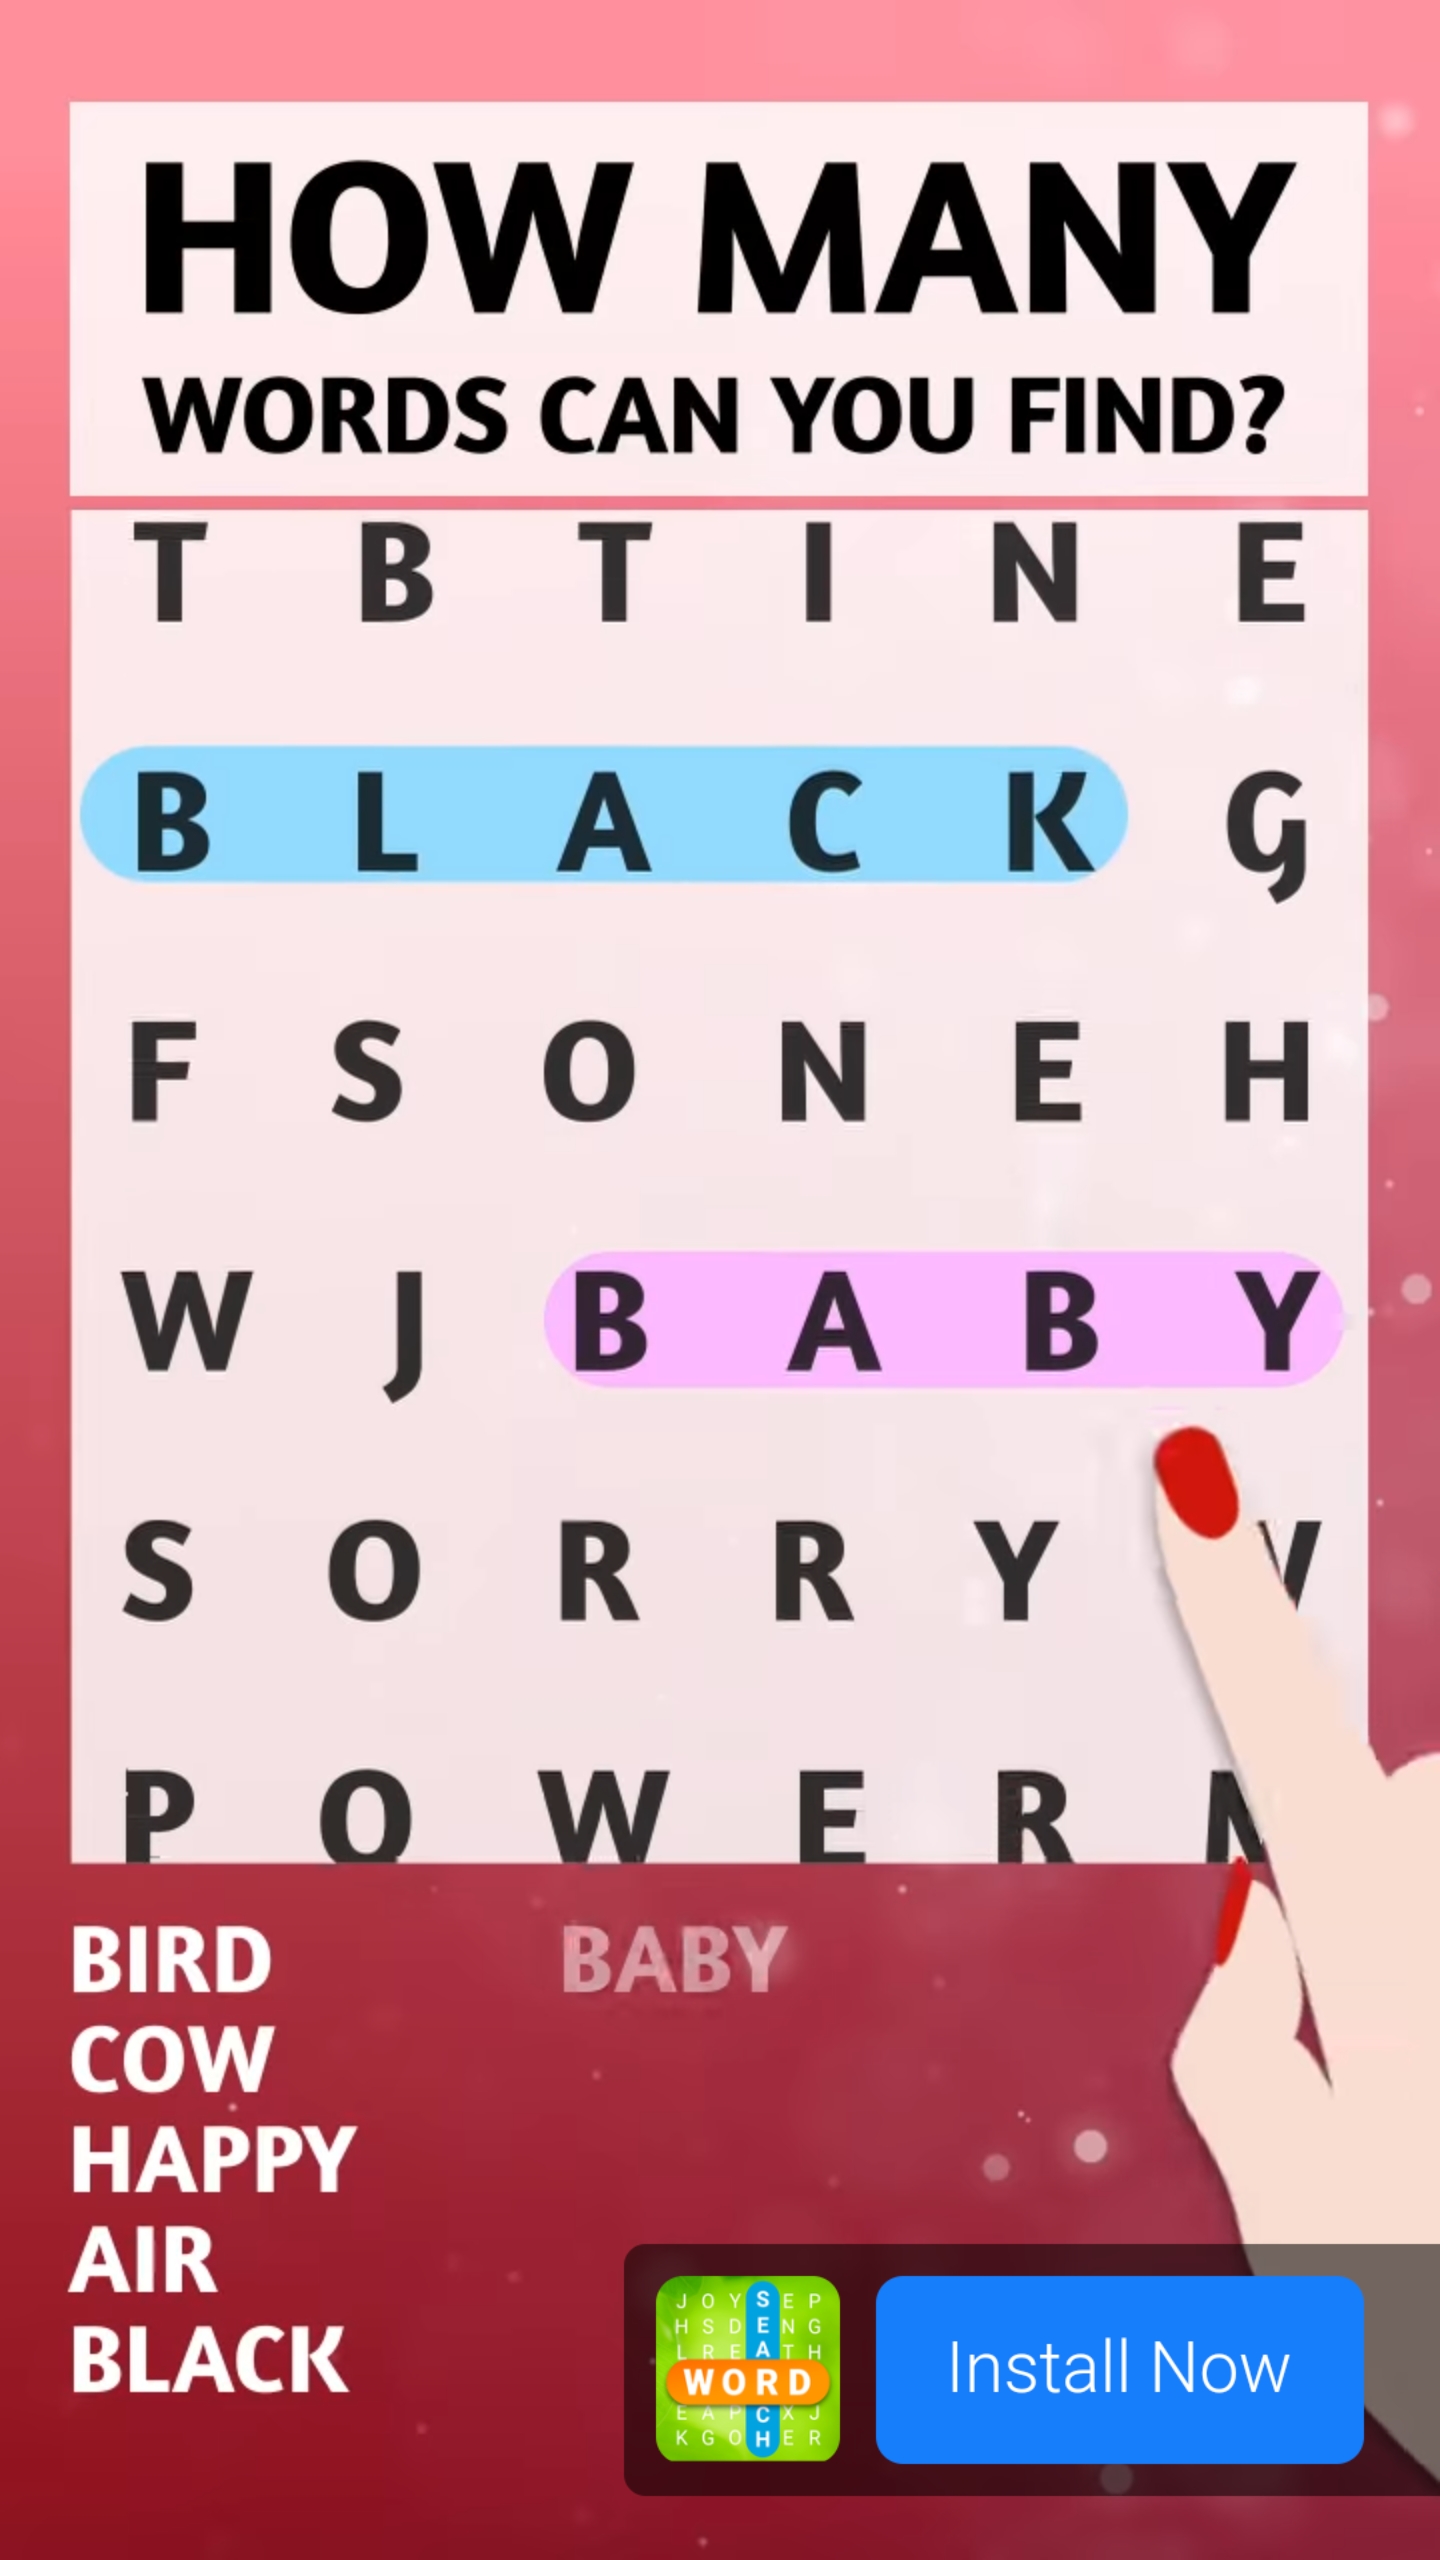 HOW MANY
WORDS CAN YOU FIND?
T B T I N E
B L A C K G
F S O N E H
W J B A B Y
S O R R Y
P O W E R
BIRD BABY
COW
HAPPY
AIR
BLACK
J O Y S E P
H S D E N G
L R E A T H
WORD
E A P C X J
K G O H E R
Install Now